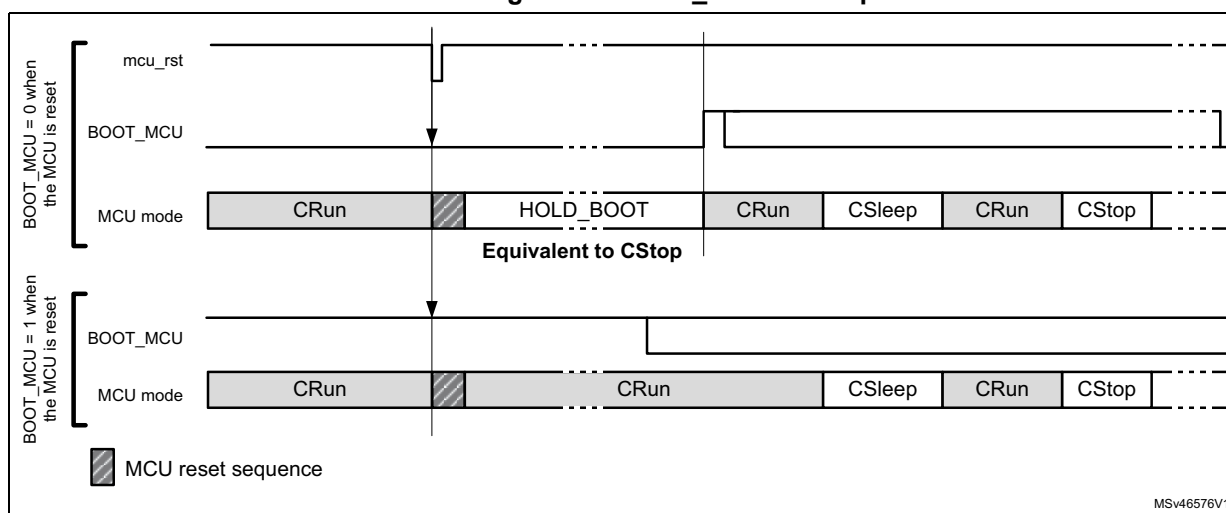 BOOT_MCU = 0 when
the MCU is reset
mcu_rst
BOOT_MCU
MCU mode
CRun
HOLD_BOOT
CRun
CSleep
CRun
CStop
Equivalent to CStop
BOOT_MCU = 1 when
the MCU is reset
BOOT_MCU
MCU mode
CRun
CRun
CSleep
CRun
CStop
MCU reset sequence
MSv46576V1